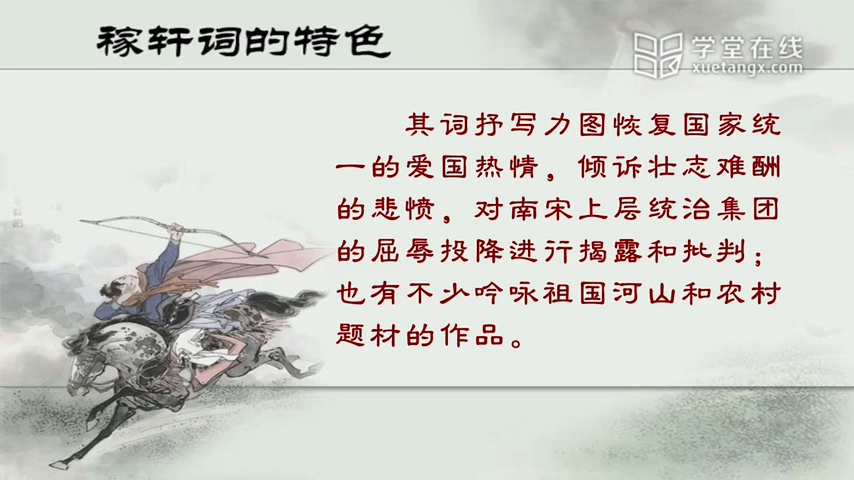 稼轩词的特色
学堂在线
xuetangx.com
其词抒写力图恢复国家统
一的爱国热情，倾诉壮志难酬
的悲愤，对南宋上层统治集团
的屈辱投降进行揭露和批判；
也有不少吟咏祖国河山和农村
题材的作品。